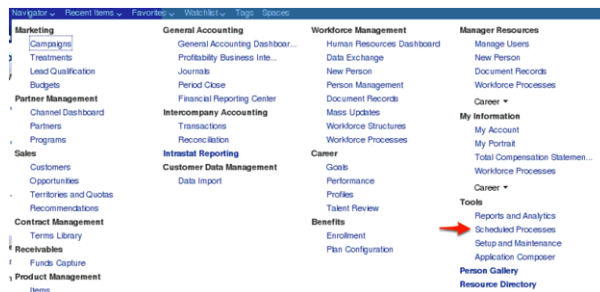 Navigator Recent Items Favorites Watchlist Tags Spaces
Marketing
Campaigns
Treatments
Lead Qualification
Budgets
Partner Management
Channel Dashboard
Partners
Programs
Sales
Customers
Opportunities
Territories and Quotas
Recommendations
Contract Management
Terms Library
Receivables
Funds Capture
Product Management
Items
General Accounting
General Accounting Dashboar...
Profitability Business Inte...
Journals
Period Close
Financial Reporting Center
Intercompany Accounting
Transactions
Reconciliation
Intrastat Reporting
Customer Data Management
Data Import
Workforce Management
Human Resources Dashboard
Data Exchange
New Person
Person Management
Document Records
Mass Updates
Workforce Structures
Workforce Processes
Career
Goals
Performance
Profiles
Talent Review
Benefits
Enrollment
Plan Configuration
Manager Resources
Manage Users
New Person
Document Records
Workforce Processes
Career
My Information
My Account
My Portrait
Total Compensation Statemen...
Workforce Processes
Career
Tools
Reports and Analytics
Scheduled Processes
Setup and Maintenance
Application Composer
Person Gallery
Resource Directory